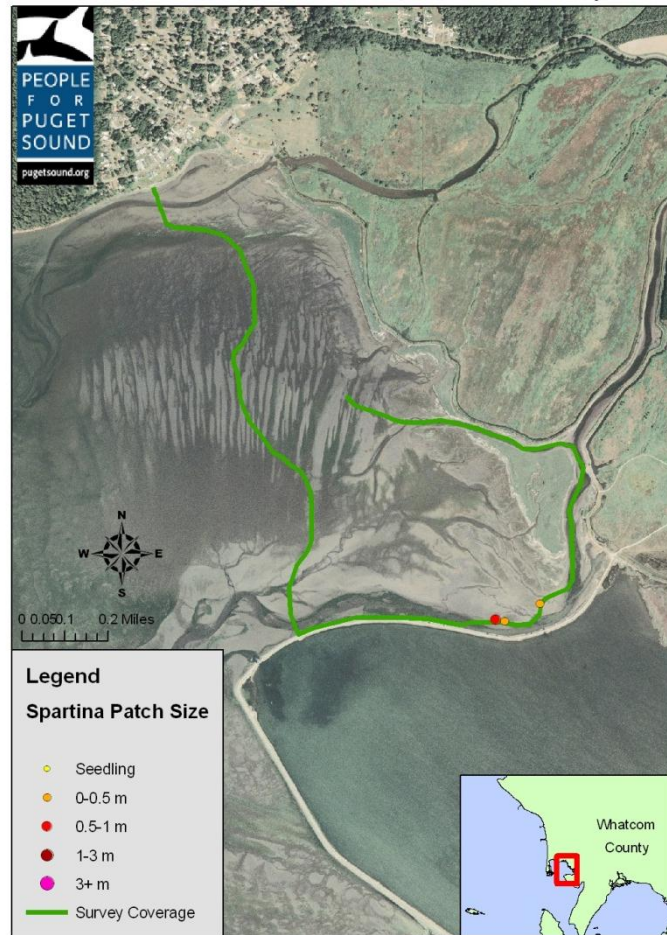 PEOPLE
FOR
PUGET
SOUND
pugetsound.org
N
W E
S
0 0.050.1 0.2 Miles
Legend
Spartina Patch Size
Seedling
0-0.5 m
0.5-1 m
1-3 m
3+ m
Survey Coverage
Whatcom
County